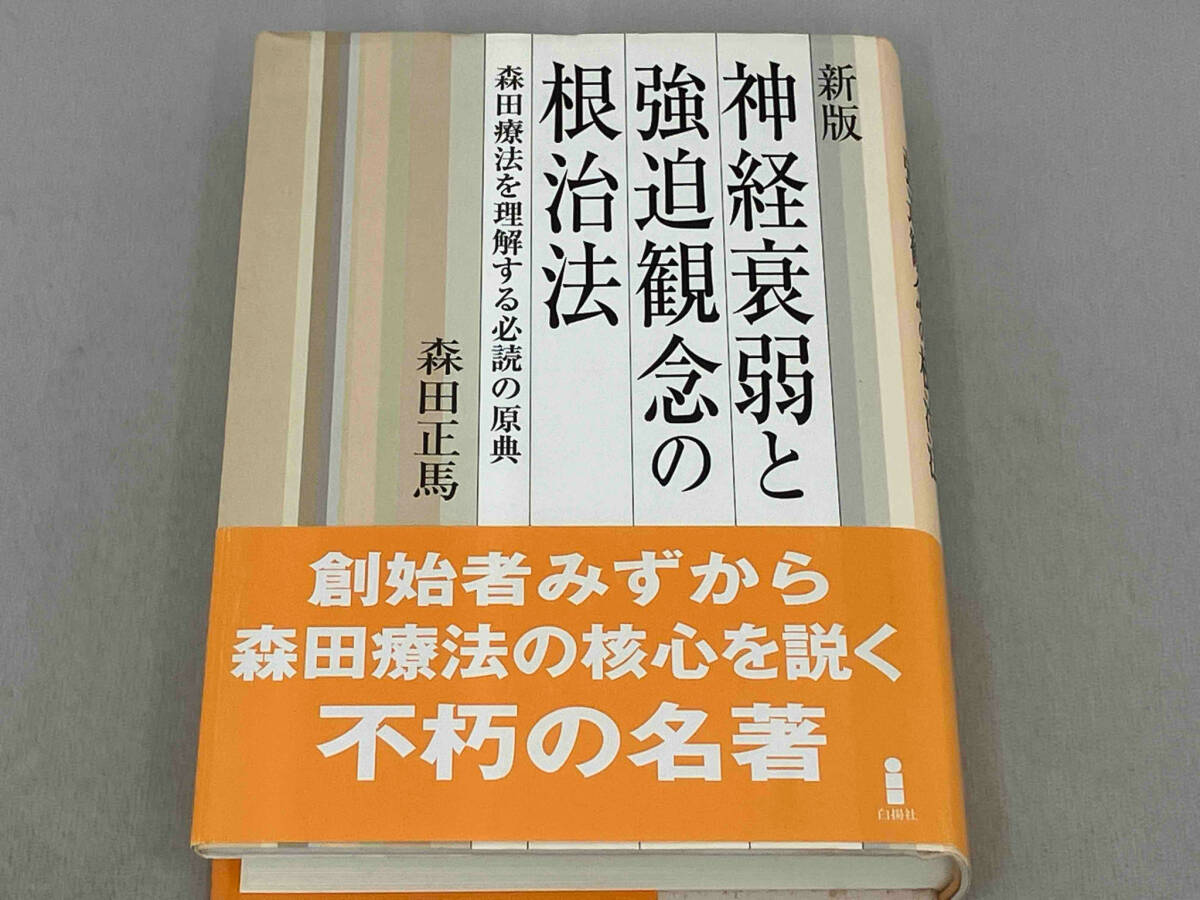 新版
神経衰弱と
強迫観念の
根治法
森田療法を理解する必読の原典
森田正馬
創始者みずから
森田療法の核心を説く
不朽の名著
白揚社